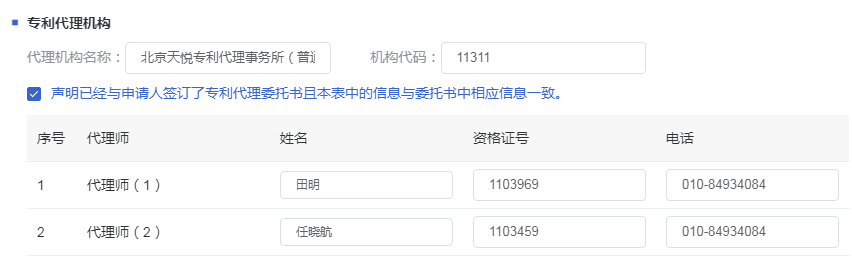 专利代理机构
代理机构名称： 北京天悦专利代理事务所（普 机构代码： 11311
声明已经与申请人签订了专利代理委托书且本表中的信息与委托书中相应信息一致。
序号 代理师 姓名 资格证号 电话
1 代理师（1） 田明 1103969 010-84934084
2 代理师（2） 任晓航 1103459 010-84934084